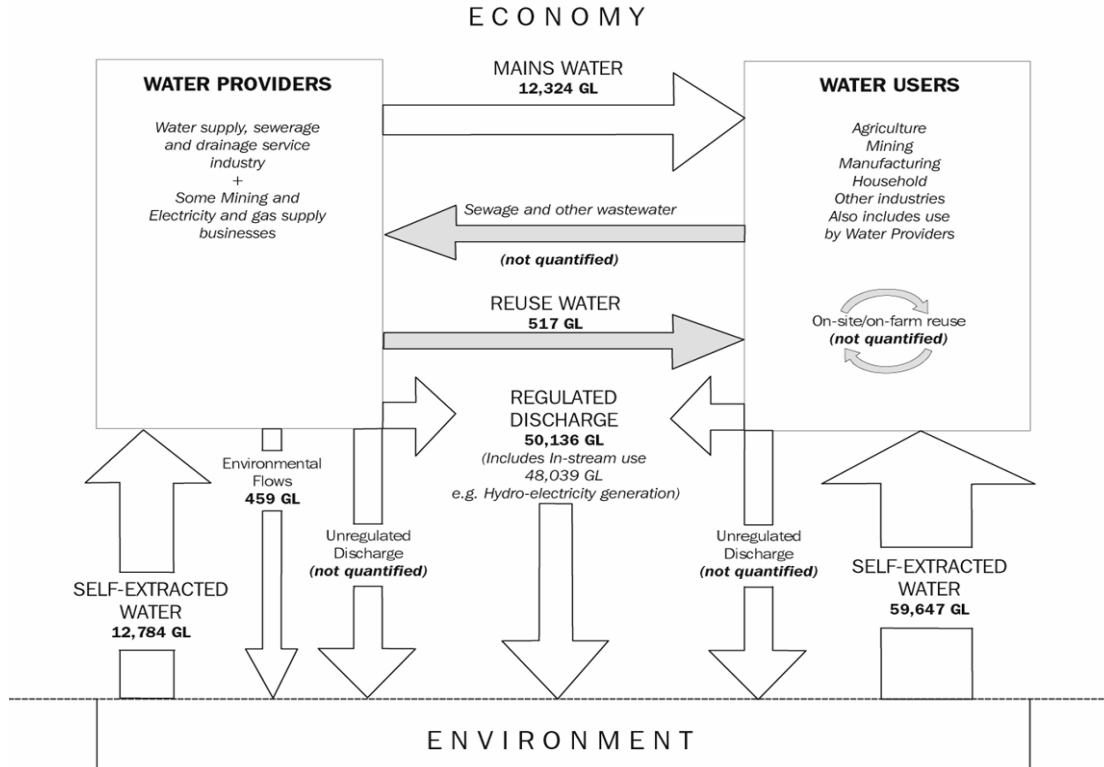 ECONOMY
WATER PROVIDERS
Water supply, sewerage
and drainage service
industry
+
Some Mining and
Electricity and gas supply
businesses
MAINS WATER
12,324 GL
WATER USERS
Agriculture
Mining
Manufacturing
Household
Other industries
Also includes use
by Water Providers
Sewage and other wastewater
(not quantified)
REUSE WATER
517 GL
On-site/on-farm reuse
(not quantified)
REGULATED
DISCHARGE
50,136 GL
(Includes In-stream use
48,039 GL
e.g. Hydro-electricity generation)
Environmental
Flows
459 GL
Unregulated
Discharge
(not quantified)
Unregulated
Discharge
(not quantified)
SELF-EXTRACTED
WATER
12,784 GL
SELF-EXTRACTED
WATER
59,647 GL
ENVIRONMENT